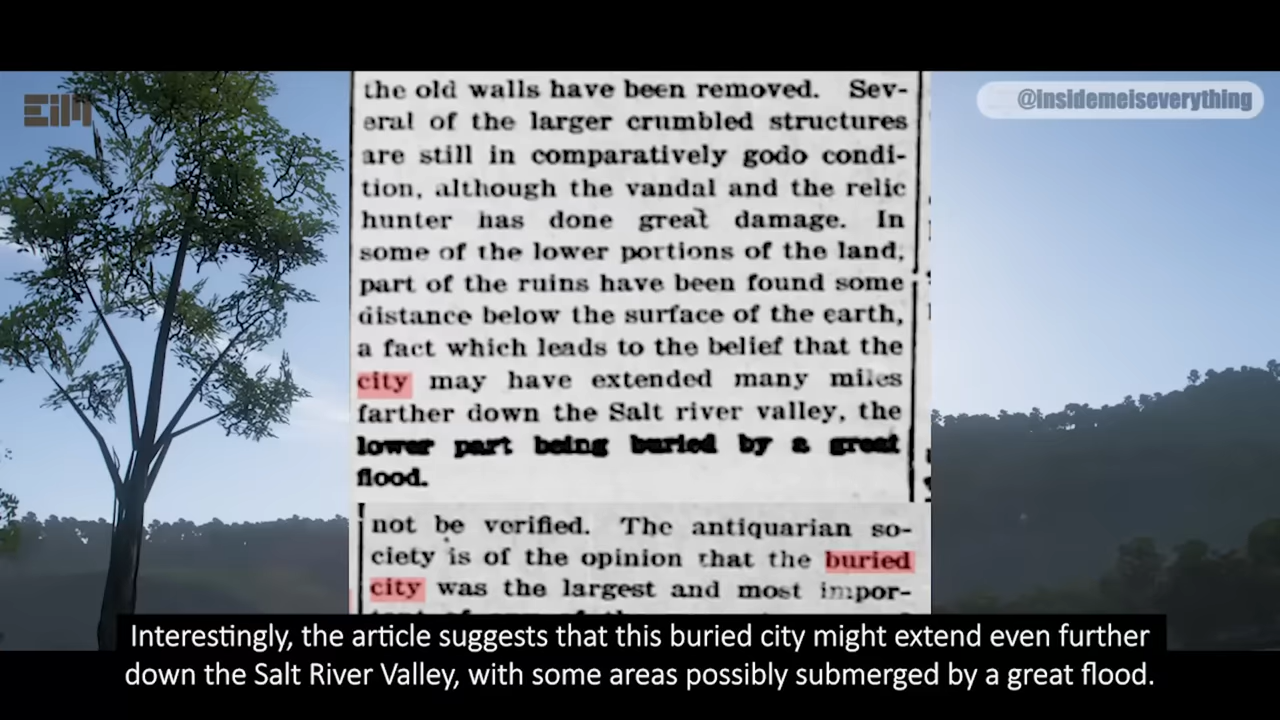 EIM
@insidemeiseverything
the old walls have been removed. Sev-
eral of the larger crumbled structures
are still in comparatively godo condi-
tion, although the vandal and the relic
hunter has done great damage. In
some of the lower portions of the land,
part of the ruins have been found some
distance below the surface of the earth,
a fact which leads to the belief that the
city may have extended many miles
farther down the Salt river valley, the
lower part being buried by a great
flood.
not be verified. The antiquarian so-
ciety is of the opinion that the buried
city was the largest and most impor-
Interestingly, the article suggests that this buried city might extend even further
down the Salt River Valley, with some areas possibly submerged by a great flood.